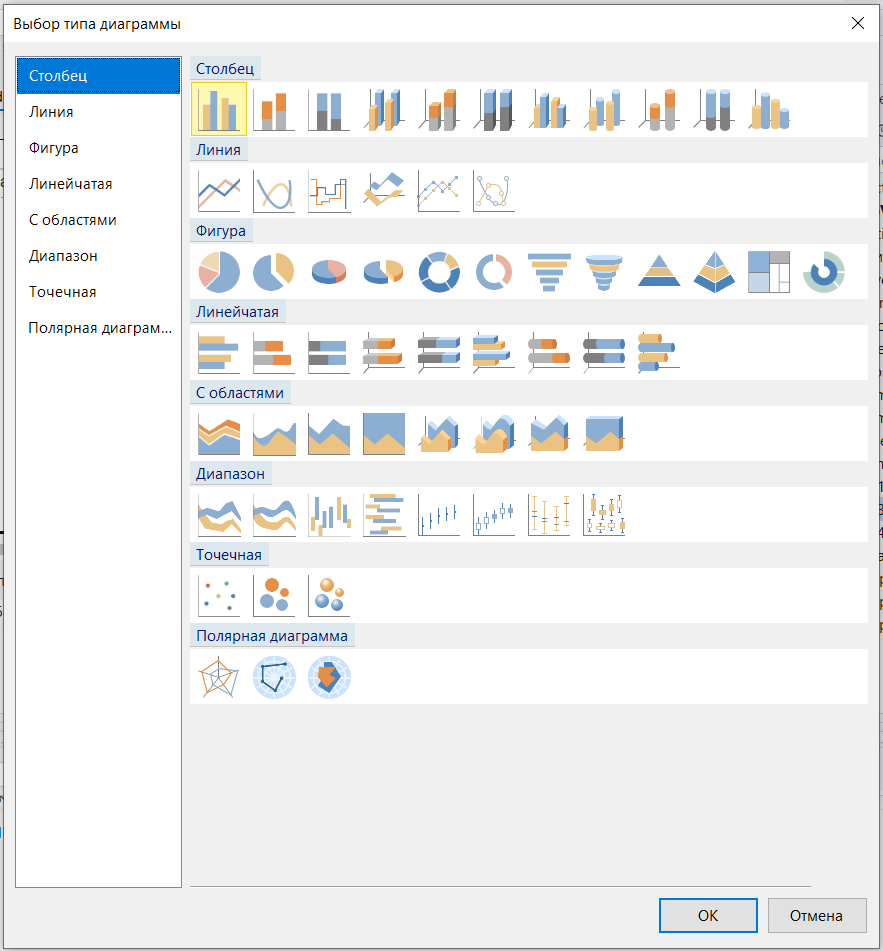 Выбор типа диаграммы
Столбец
Линия
Фигура
Линейчатая
С областями
Диапазон
Точечная
Полярная диаграм...
Столбец
Линия
Фигура
Линейчатая
С областями
Диапазон
Точечная
Полярная диаграмма
ОК
Отмена